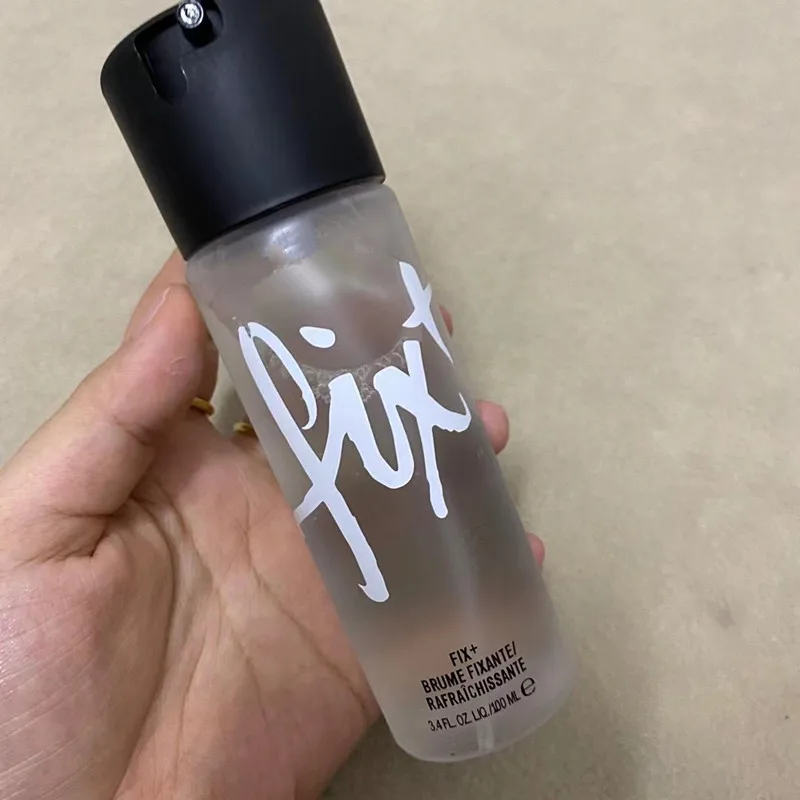 fix+
FIX+
BRUME FIXANTE/
RAFRAÎCHISSANTE
3.4 FL. OZ. LIQ./100 ML ℮